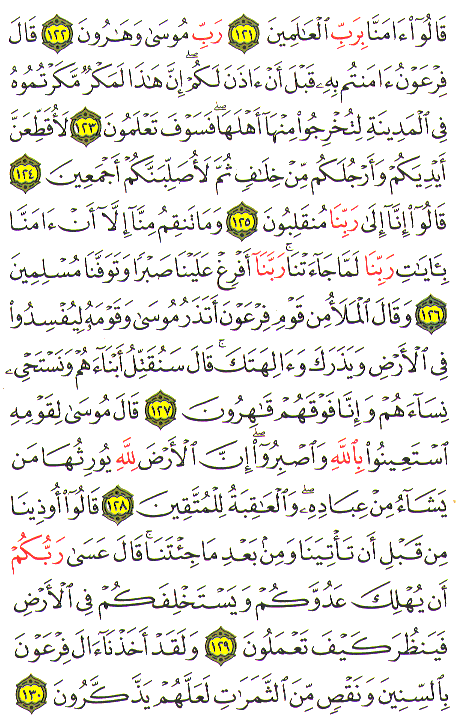 قَالُوٓا۟ ءَامَنَّا بِرَبِّ ٱلْعَـٰلَمِينَ ١٢١ رَبِّ مُوسَىٰ وَهَـٰرُونَ ١٢٢ قَالَ
فِرْعَوْنُ ءَامَنتُم بِهِۦ قَبْلَ أَنْ ءَاذَنَ لَكُمْ ۖ إِنَّ هَـٰذَا لَمَكْرٌ مَّكَرْتُمُوهُ
فِى ٱلْمَدِينَةِ لِتُخْرِجُوا۟ مِنْهَآ أَهْلَهَا ۖ فَسَوْفَ تَعْلَمُونَ ١٢٣ لَأُقَطِّعَنَّ
أَيْدِيَكُمْ وَأَرْجُلَكُم مِّنْ خِلَـٰفٍ ثُمَّ لَأُصَلِّبَنَّكُمْ أَجْمَعِينَ ١٢٤
قَالُوٓا۟ إِنَّآ إِلَىٰ رَبِّنَا مُنقَلِبُونَ ١٢٥ وَمَا تَنقِمُ مِنَّآ إِلَّآ أَنْ ءَامَنَّا
بِـَٔايَـٰتِ رَبِّنَا لَمَّا جَآءَتْنَا ۚ رَبَّنَآ أَفْرِغْ عَلَيْنَا صَبْرًا وَتَوَفَّنَا مُسْلِمِينَ
١٢٦ وَقَالَ ٱلْمَلَأُ مِن قَوْمِ فِرْعَوْنَ أَتَذَرُ مُوسَىٰ وَقَوْمَهُۥ لِيُفْسِدُوا۟
فِى ٱلْأَرْضِ وَيَذَرَكَ وَءَالِهَتَكَ ۚ قَالَ سَنُقَتِّلُ أَبْنَآءَهُمْ وَنَسْتَحْىِۦ
نِسَآءَهُمْ وَإِنَّا فَوْقَهُمْ قَـٰهِرُونَ ١٢٧ قَالَ مُوسَىٰ لِقَوْمِهِ
ٱسْتَعِينُوا۟ بِٱللَّهِ وَٱصْبِرُوٓا۟ ۖ إِنَّ ٱلْأَرْضَ لِلَّهِ يُورِثُهَا مَن
يَشَآءُ مِنْ عِبَادِهِۦ ۖ وَٱلْعَـٰقِبَةُ لِلْمُتَّقِينَ ١٢٨ قَالُوٓا۟ أُوذِينَا
مِن قَبْلِ أَن تَأْتِيَنَا وَمِنۢ بَعْدِ مَا جِئْتَنَا ۚ قَالَ عَسَىٰ رَبُّكُمْ
أَن يُهْلِكَ عَدُوَّكُمْ وَيَسْتَخْلِفَكُمْ فِى ٱلْأَرْضِ
فَيَنظُرَ كَيْفَ تَعْمَلُونَ ١٢٩ وَلَقَدْ أَخَذْنَآ ءَالَ فِرْعَوْنَ
بِٱلسِّنِينَ وَنَقْصٍ مِّنَ ٱلثَّمَرَٰتِ لَعَلَّهُمْ يَذَّكَّرُونَ ١٣٠